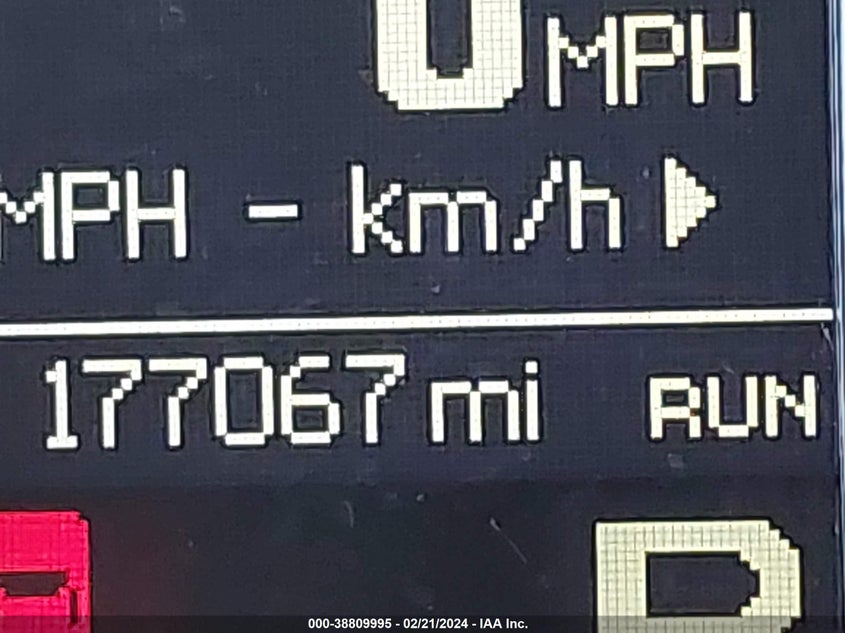 0 MPH
MPH - km/h ▶
177067 mi RUN
000-38809995 - 02/21/2024 - IAA Inc.